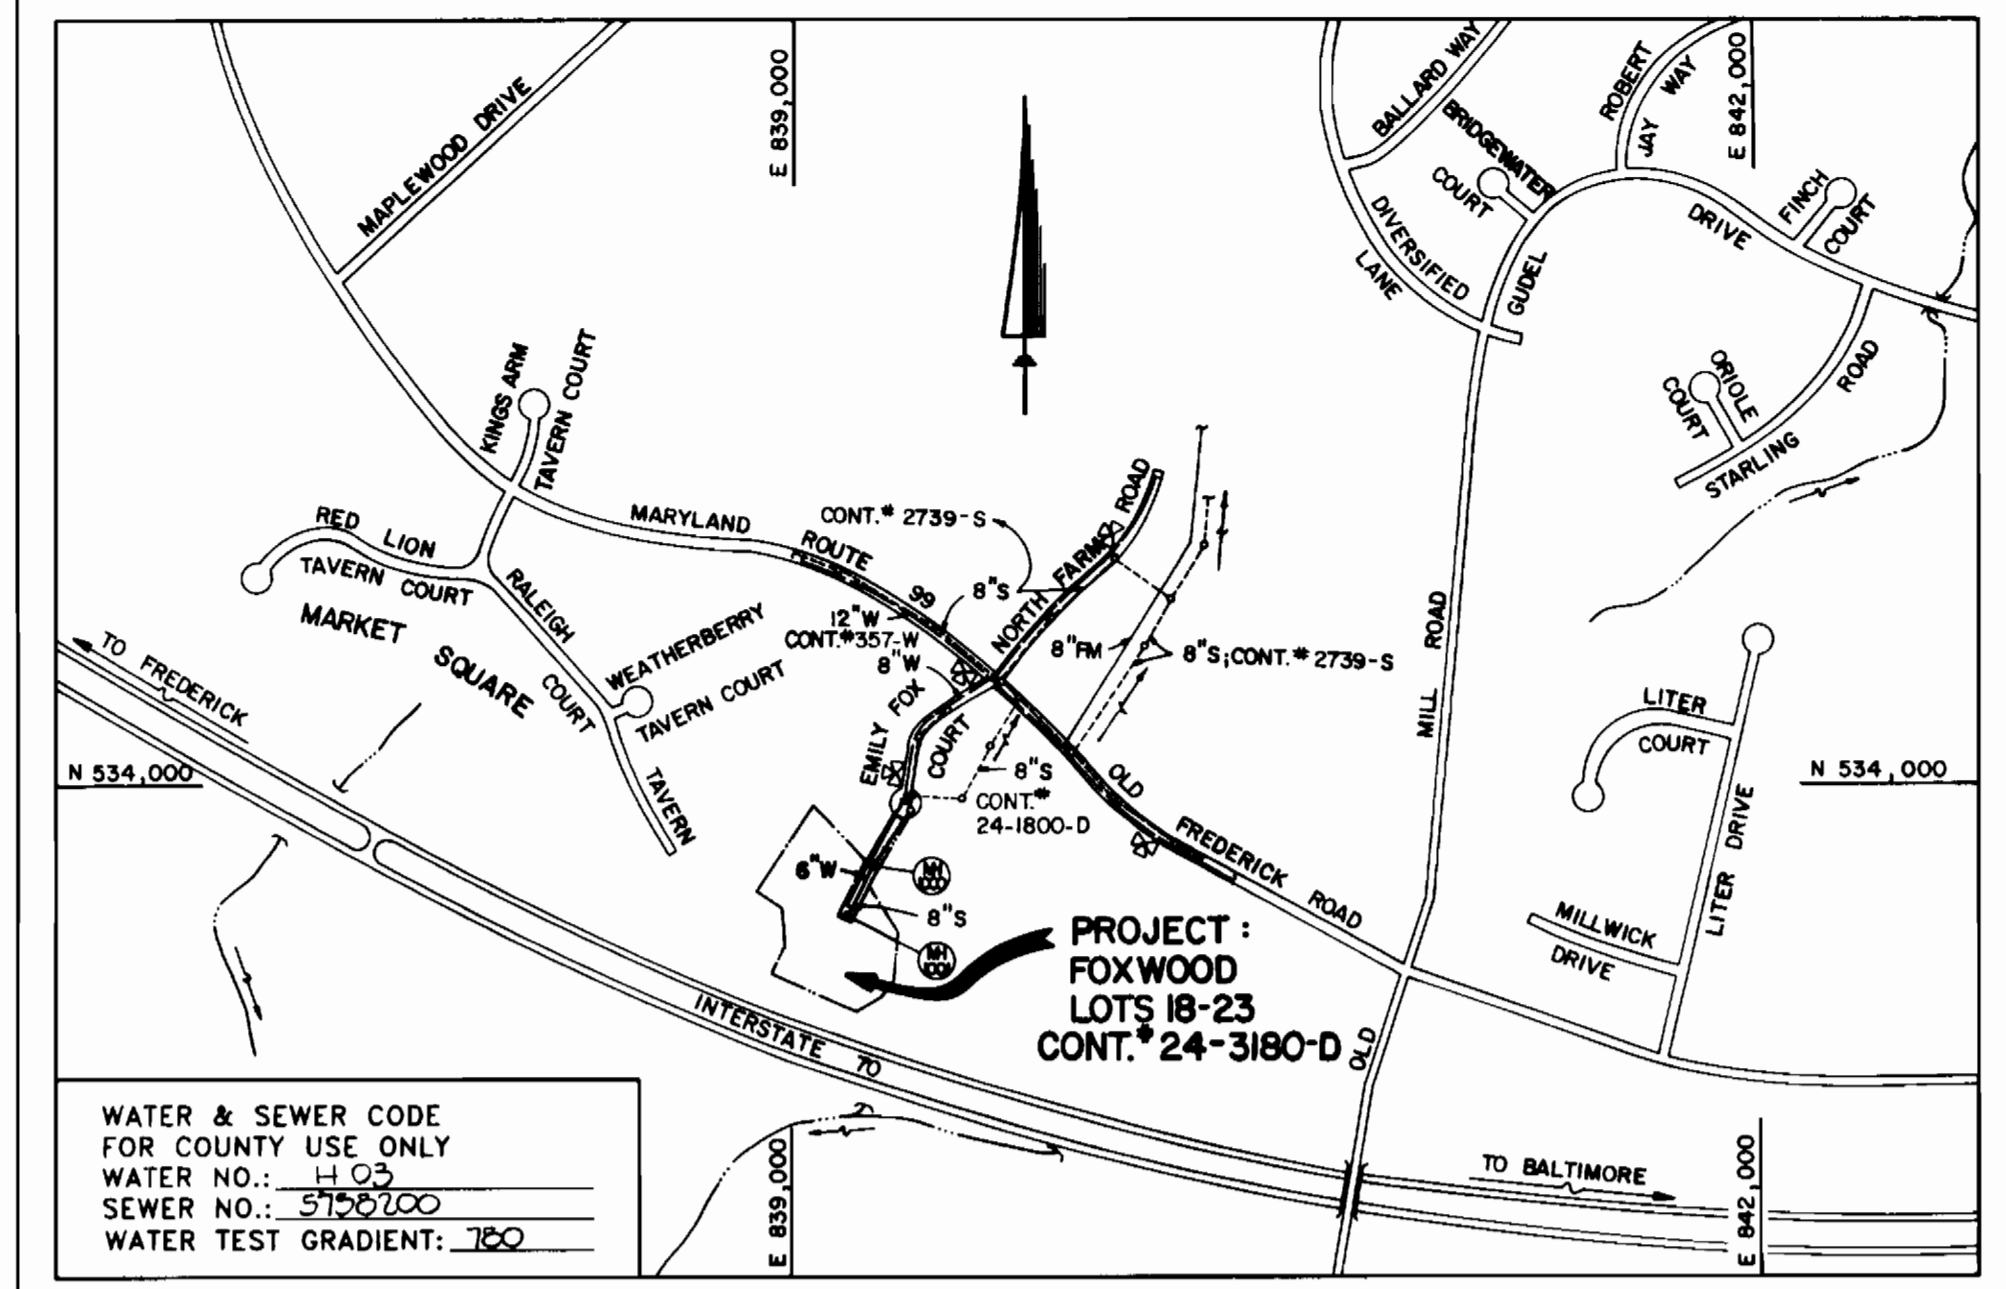 E 839,000
BALLARD WAY
ROBERT
JAY WAY
E 842,000
MAPLEWOOD DRIVE
BRIDGEWATER
COURT
FINCH
COURT
DRIVE
DIVERSIFIED
LANE
GUDEL
KINGS ARM
TAVERN COURT
ORIOLE
COURT
ROAD
STARLING
RED LION
TAVERN COURT
MARYLAND
ROUTE 99
CONT.# 2739-S
NORTH FARMS ROAD
8"S
RALEIGH
MARKET
SQUARE
WEATHERBERRY
TAVERN COURT
COURT
TAVERN
12"W
CONT.#357-W
8"W
8"FM
8"S;CONT.# 2739-S
MILL ROAD
LITER
COURT
TO FREDERICK
EMILY FOX
COURT
8"S
CONT.#
24-1800-D
OLD
FREDERICK
ROAD
N 534,000
N 534,000
LITER DRIVE
6"W
MH
1000
8"S
MH
1001
MILLWICK
DRIVE
PROJECT :
FOXWOOD
LOTS 18-23
CONT.# 24-3180-D
OLD
INTERSTATE 70
WATER & SEWER CODE
FOR COUNTY USE ONLY
WATER NO.: H 03
SEWER NO.: 5758200
WATER TEST GRADIENT: 780
E 839,000
TO BALTIMORE
E 842,000